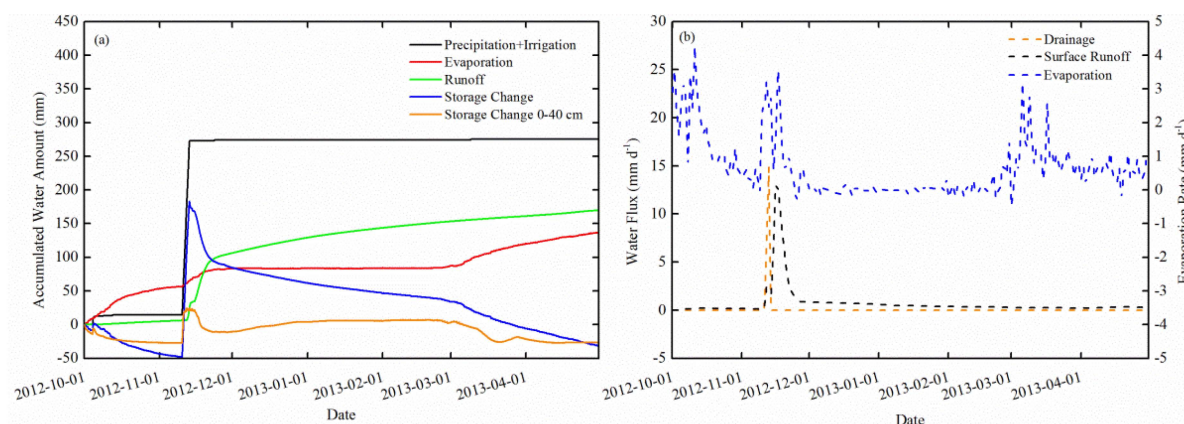 (a)
Precipitation+Irrigation
Evaporation
Runoff
Storage Change
Storage Change 0-40 cm
450
400
350
300
250
200
150
100
50
0
-50
Accumulated Water Amount (mm)
2012-10-01
2012-11-01
2012-12-01
2013-01-01
2013-02-01
2013-03-01
2013-04-01
Date
(b)
Drainage
Surface Runoff
Evaporation
30
25
20
15
10
5
0
-5
Water Flux (mm d⁻¹)
5
4
3
2
1
0
-1
-2
-3
-4
-5
Evaporation Rate (mm d⁻¹)
2012-10-01
2012-11-01
2012-12-01
2013-01-01
2013-02-01
2013-03-01
2013-04-01
Date